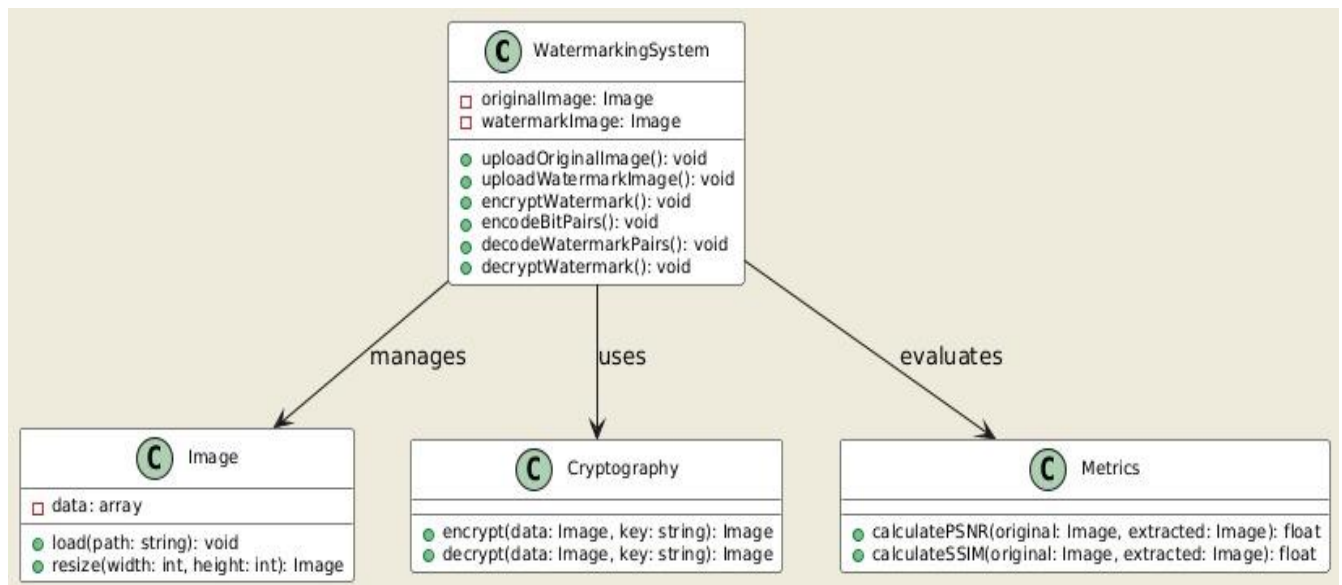 C WatermarkingSystem
originalImage: Image
watermarkImage: Image
uploadOriginalImage(): void
uploadWatermarkImage(): void
encryptWatermark(): void
encodeBitPairs(): void
decodeWatermarkPairs(): void
decryptWatermark(): void
manages
uses
evaluates
C Image
data: array
load(path: string): void
resize(width: int, height: int): Image
C Cryptography
encrypt(data: Image, key: string): Image
decrypt(data: Image, key: string): Image
C Metrics
calculatePSNR(original: Image, extracted: Image): float
calculateSSIM(original: Image, extracted: Image): float